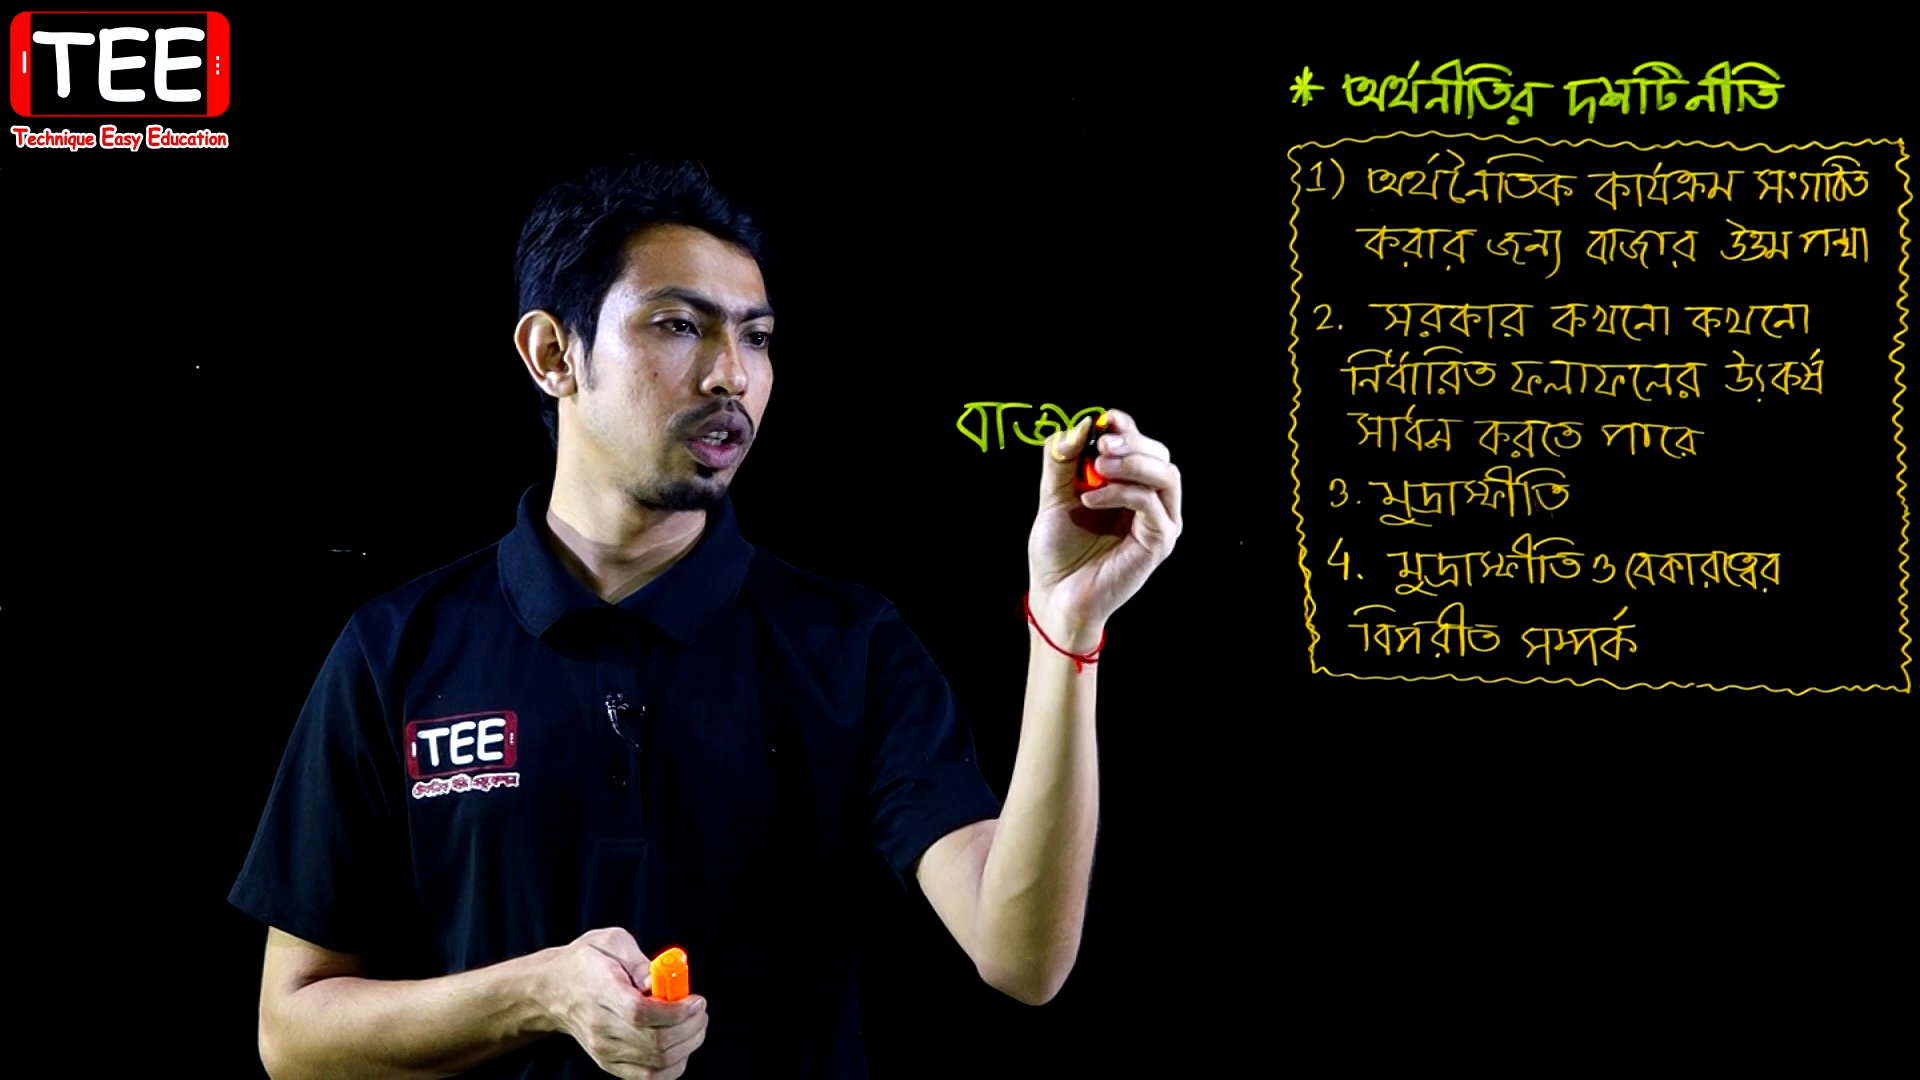 TEE
Technique Easy Education
* অর্থনীতির দশটি নীতি
1) অর্থনৈতিক কার্যক্রম সংগঠিত
করার জন্য বাজার উত্তম পন্থা
2. সরকার কখনো কখনো
নির্ধারিত ফলাফলের উৎকর্ষ
সাধন করতে পারে
3. মুদ্রাস্ফীতি
4. মুদ্রাস্ফীতি ও বেকারত্বের
বিপরীত সম্পর্ক
TEE